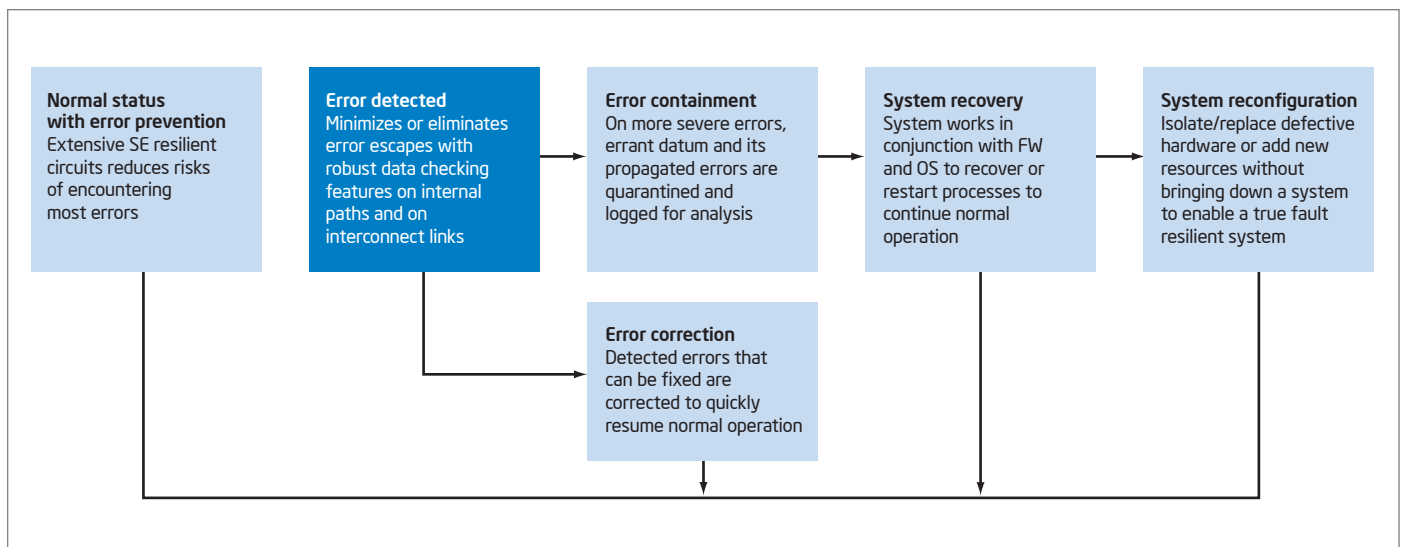 Normal status
with error prevention
Extensive SE resilient
circuits reduces risks
of encountering
most errors
Error detected
Minimizes or eliminates
error escapes with
robust data checking
features on internal
paths and on
interconnect links
Error containment
On more severe errors,
errant datum and its
propagated errors are
quarantined and
logged for analysis
System recovery
System works in
conjunction with FW
and OS to recover or
restart processes to
continue normal
operation
System reconfiguration
Isolate/replace defective
hardware or add new
resources without
bringing down a system
to enable a true fault
resilient system
Error correction
Detected errors that
can be fixed are
corrected to quickly
resume normal operation